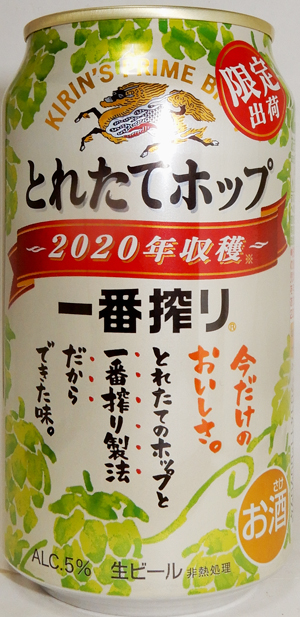 KIRIN'S PRIME B
限定
出荷
とれたてホップ
~2020年収穫~※
一番搾り®
今だけの
おいしさ。
とれたてのホップと
一番搾り製法
だから
できた味。
さけ
お酒
ALC.5% 生ビール 非熱処理